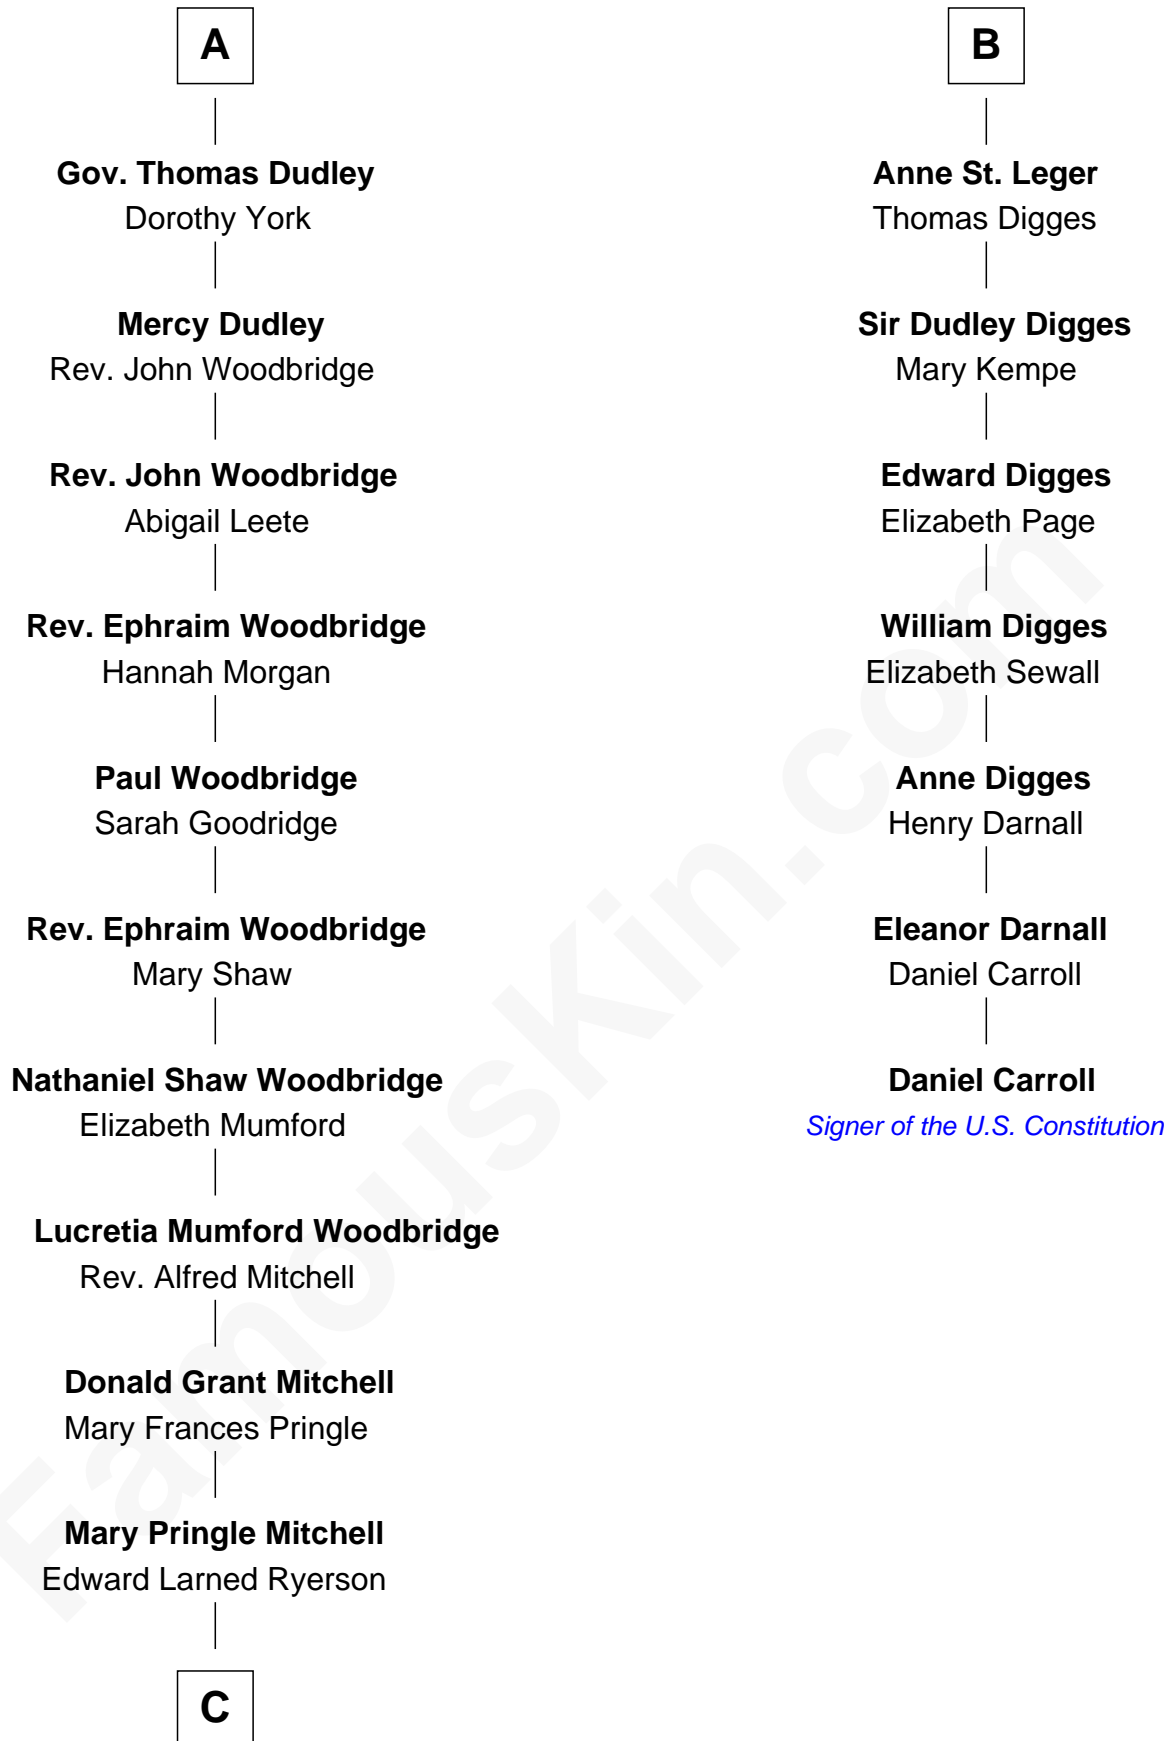 A
Gov. Thomas Dudley
Dorothy York
Mercy Dudley
Rev. John Woodbridge
Rev. John Woodbridge
Abigail Leete
Rev. Ephraim Woodbridge
Hannah Morgan
Paul Woodbridge
Sarah Goodridge
Rev. Ephraim Woodbridge
Mary Shaw
Nathaniel Shaw Woodbridge
Elizabeth Mumford
Lucretia Mumford Woodbridge
Rev. Alfred Mitchell
Donald Grant Mitchell
Mary Frances Pringle
Mary Pringle Mitchell
Edward Larned Ryerson
C
B
Anne St. Leger
Thomas Digges
Sir Dudley Digges
Mary Kempe
Edward Digges
Elizabeth Page
William Digges
Elizabeth Sewall
Anne Digges
Henry Darnall
Eleanor Darnall
Daniel Carroll
Daniel Carroll
Signer of the U.S. Constitution
FamousKin.com